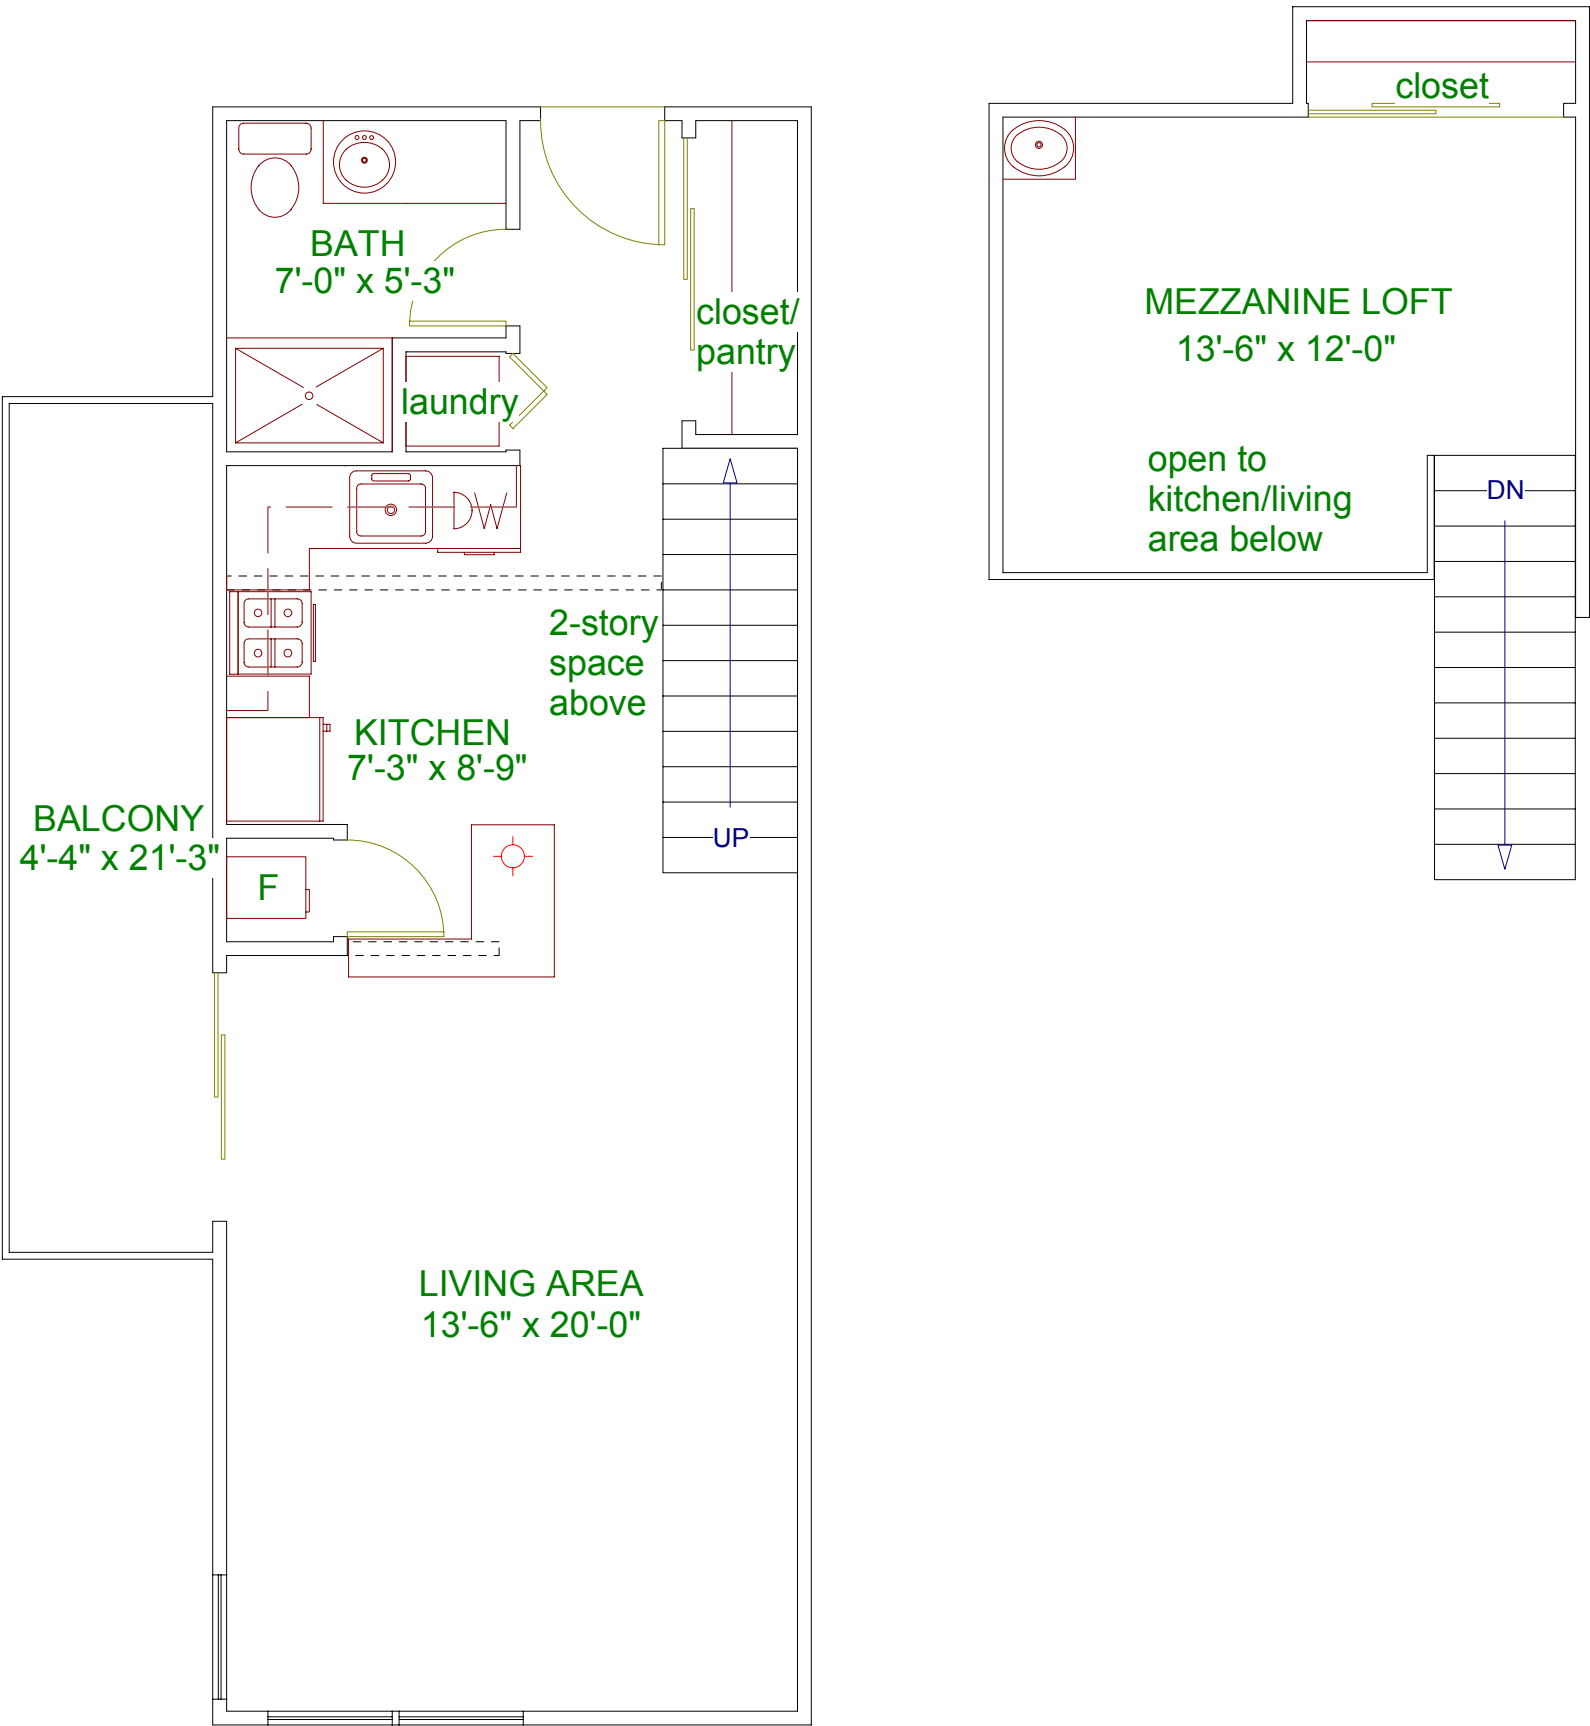 BATH
7'-0" x 5'-3"
closet/
pantry
laundry
DW
2-story
space
above
KITCHEN
7'-3" x 8'-9"
UP
BALCONY
4'-4" x 21'-3"
F
LIVING AREA
13'-6" x 20'-0"
closet
MEZZANINE LOFT
13'-6" x 12'-0"
open to
kitchen/living
area below
DN